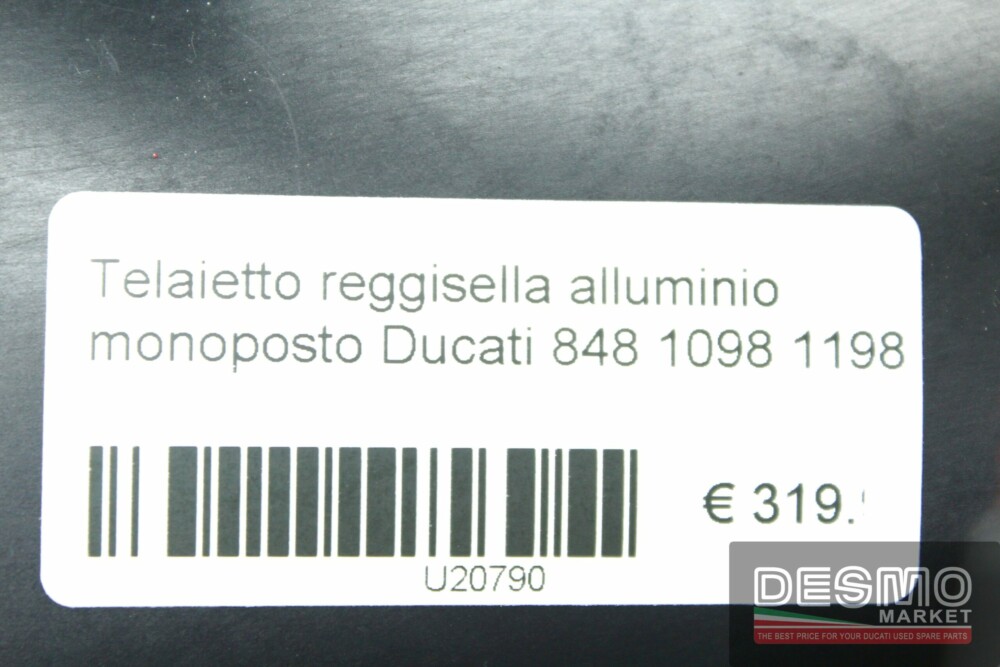 Telaietto reggisella alluminio
monoposto Ducati 848 1098 1198
€ 319.
U20790
DESMO
MARKET
THE BEST PRICE FOR YOUR DUCATI USED SPARE PARTS